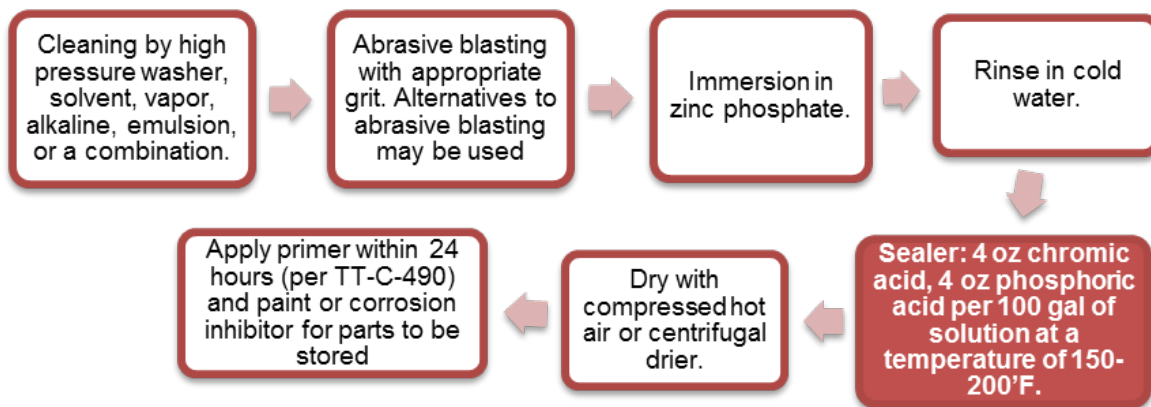 Cleaning by high
pressure washer,
solvent, vapor,
alkaline, emulsion,
or a combination.
Abrasive blasting
with appropriate
grit. Alternatives to
abrasive blasting
may be used
Immersion in
zinc phosphate.
Rinse in cold
water.
Sealer: 4 oz chromic
acid, 4 oz phosphoric
acid per 100 gal of
solution at a
temperature of 150-
200'F.
Dry with
compressed hot
air or centrifugal
drier.
Apply primer within 24
hours (per TT-C-490)
and paint or corrosion
inhibitor for parts to be
stored